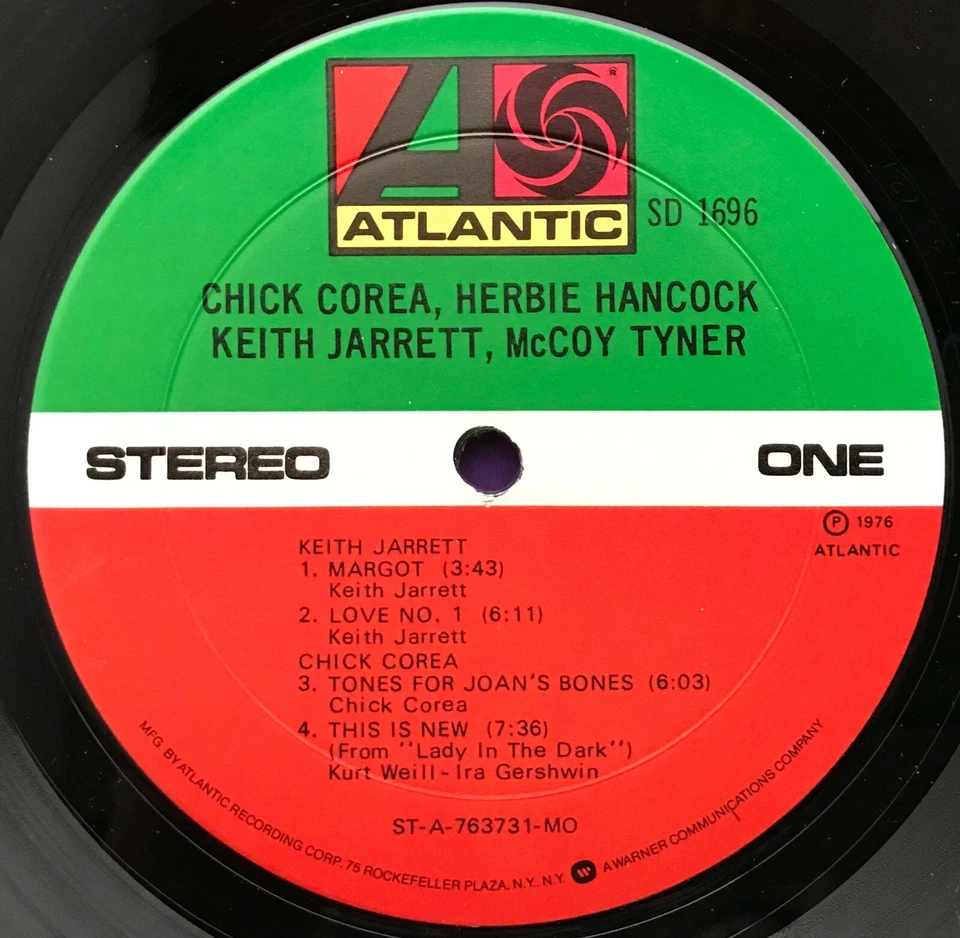 ®
ATLANTIC
SD 1696
CHICK COREA, HERBIE HANCOCK
KEITH JARRETT, McCOY TYNER
STEREO
ONE
Ⓟ 1976
ATLANTIC
KEITH JARRETT
1. MARGOT (3:43)
Keith Jarrett
2. LOVE NO. 1 (6:11)
Keith Jarrett
CHICK COREA
3. TONES FOR JOAN'S BONES (6:03)
Chick Corea
4. THIS IS NEW (7:36)
(From "Lady In The Dark")
Kurt Weill-Ira Gershwin
ST-A-763731-MO
MFG. BY ATLANTIC RECORDING CORP. 75 ROCKEFELLER PLAZA, N.Y., N.Y. A WARNER COMMUNICATIONS COMPANY